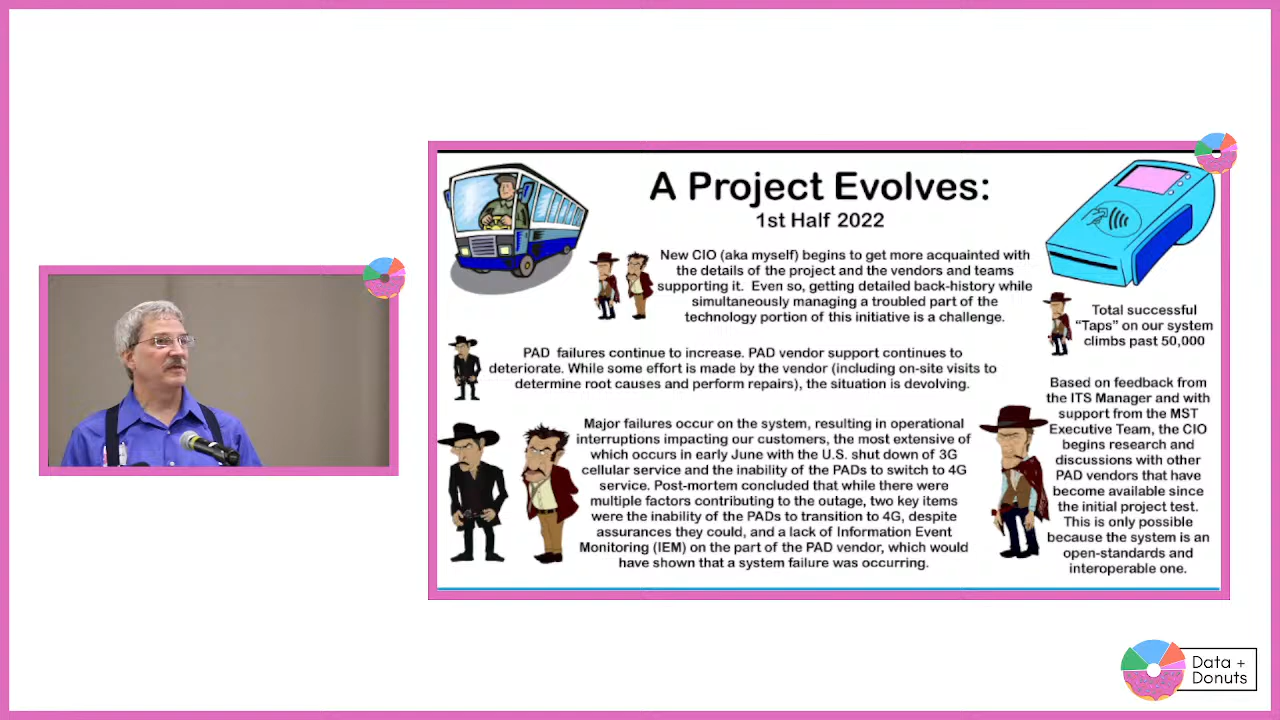 A Project Evolves:
1st Half 2022
New CIO (aka myself) begins to get more acquainted with
the details of the project and the vendors and teams
supporting it. Even so, getting detailed back-history while
simultaneously managing a troubled part of the
technology portion of this initiative is a challenge.
PAD failures continue to increase. PAD vendor support continues to
deteriorate. While some effort is made by the vendor (including on-site visits to
determine root causes and perform repairs), the situation is devolving.
Major failures occur on the system, resulting in operational
interruptions impacting our customers, the most extensive of
which occurs in early June with the U.S. shut down of 3G
cellular service and the inability of the PADs to switch to 4G
service. Post-mortem concluded that while there were
multiple factors contributing to the outage, two key items
were the inability of the PADs to transition to 4G, despite
assurances they could, and a lack of Information Event
Monitoring (IEM) on the part of the PAD vendor, which would
have shown that a system failure was occurring.
Total successful
“Taps” on our system
climbs past 50,000
Based on feedback from
the ITS Manager and with
support from the MST
Executive Team, the CIO
begins research and
discussions with other
PAD vendors that have
become available since
the initial project test.
This is only possible
because the system is an
open-standards and
interoperable one.
Data +
Donuts